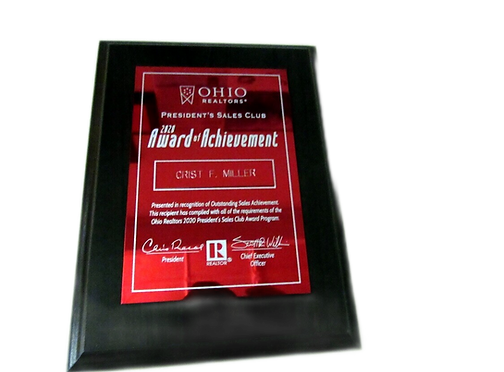 OHIO
REALTORS®
PRESIDENT'S SALES CLUB
2020
Award of Achievement
CRIST F. MILLER
Presented in recognition of Outstanding Sales Achievement.
This recipient has complied with all of the requirements of the
Ohio Realtors 2020 President's Sales Club Award Program.
President
R
REALTOR®
Chief Executive
Officer